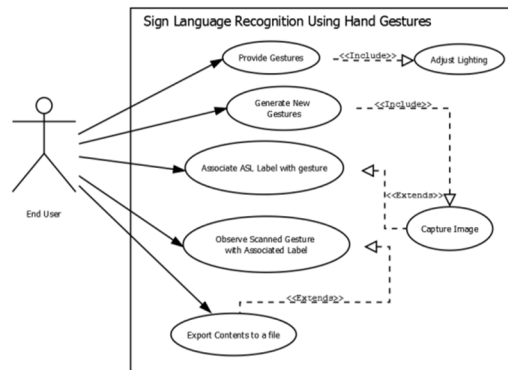 Sign Language Recognition Using Hand Gestures
Provide Gestures
<<Include>>
Adjust Lighting
Generate New
Gestures
<<Include>>
Associate ASL Label with gesture
<<Extends>>
End User
Observe Scanned Gesture
with Associated Label
Capture Image
<<Extends>>
Export Contents to a file